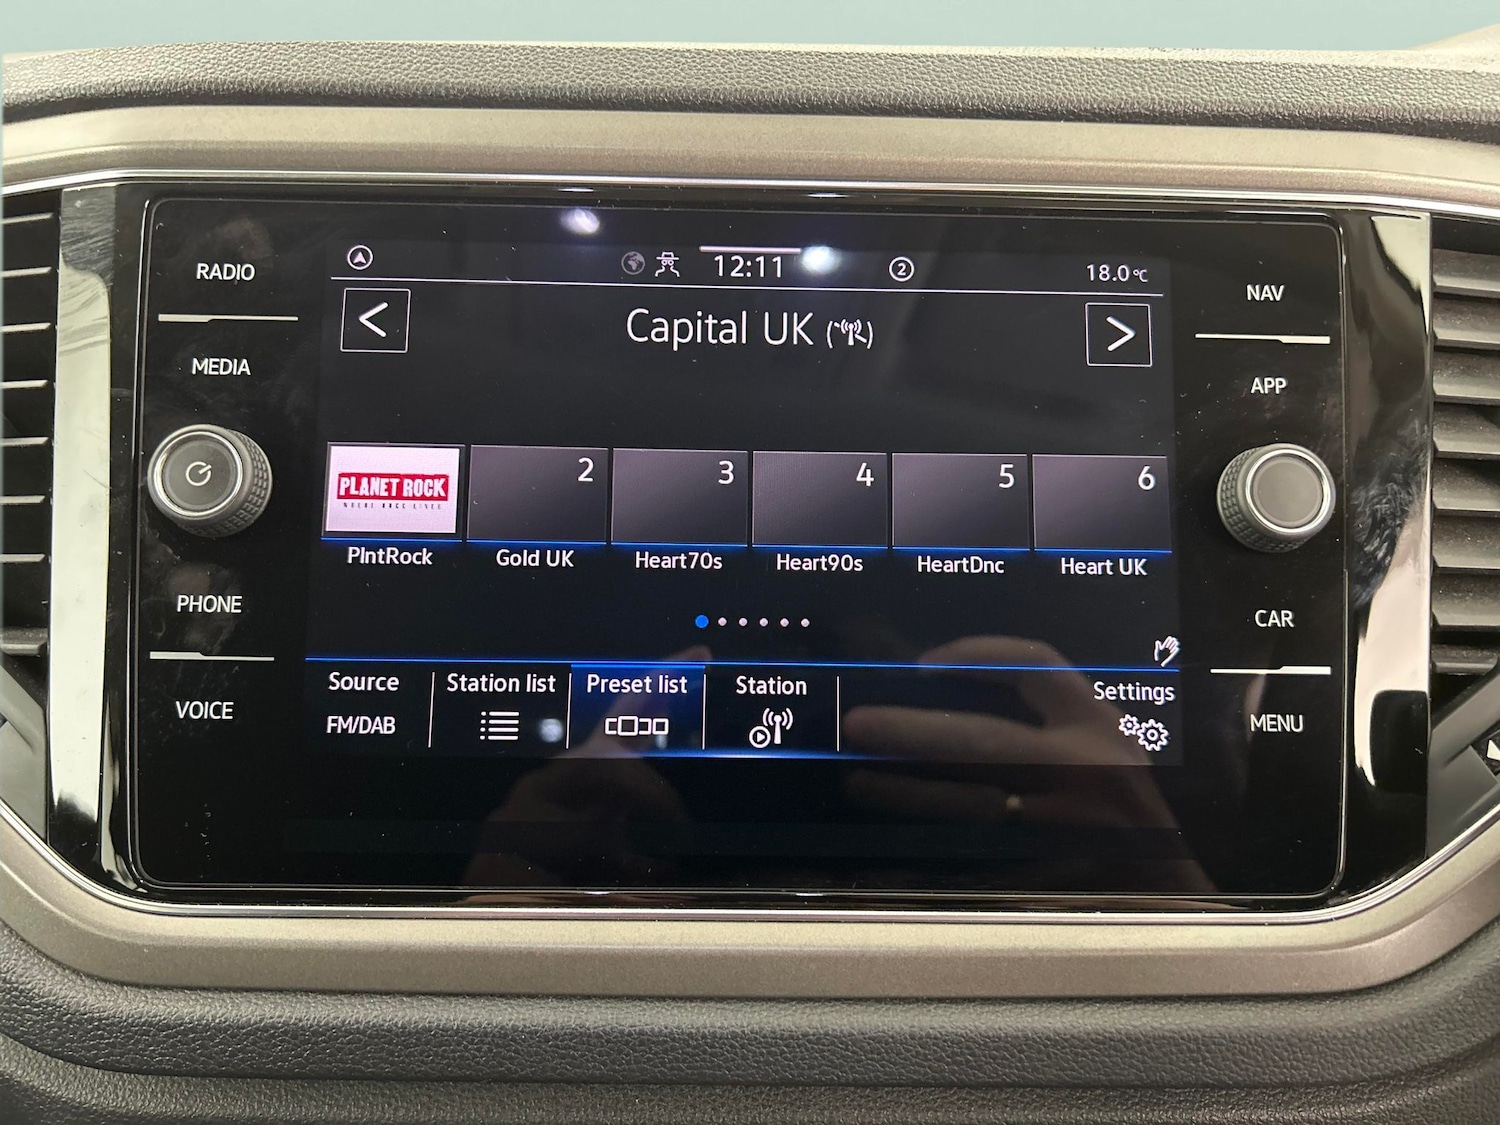 RADIO
MEDIA
PHONE
VOICE
12:11
2
18.0°C
Capital UK
PLANET ROCK
2
3
4
5
6
PlntRock
Gold UK
Heart70s
Heart90s
HeartDnc
Heart UK
Source
FM/DAB
Station list
Preset list
Station
Settings
NAV
APP
CAR
MENU